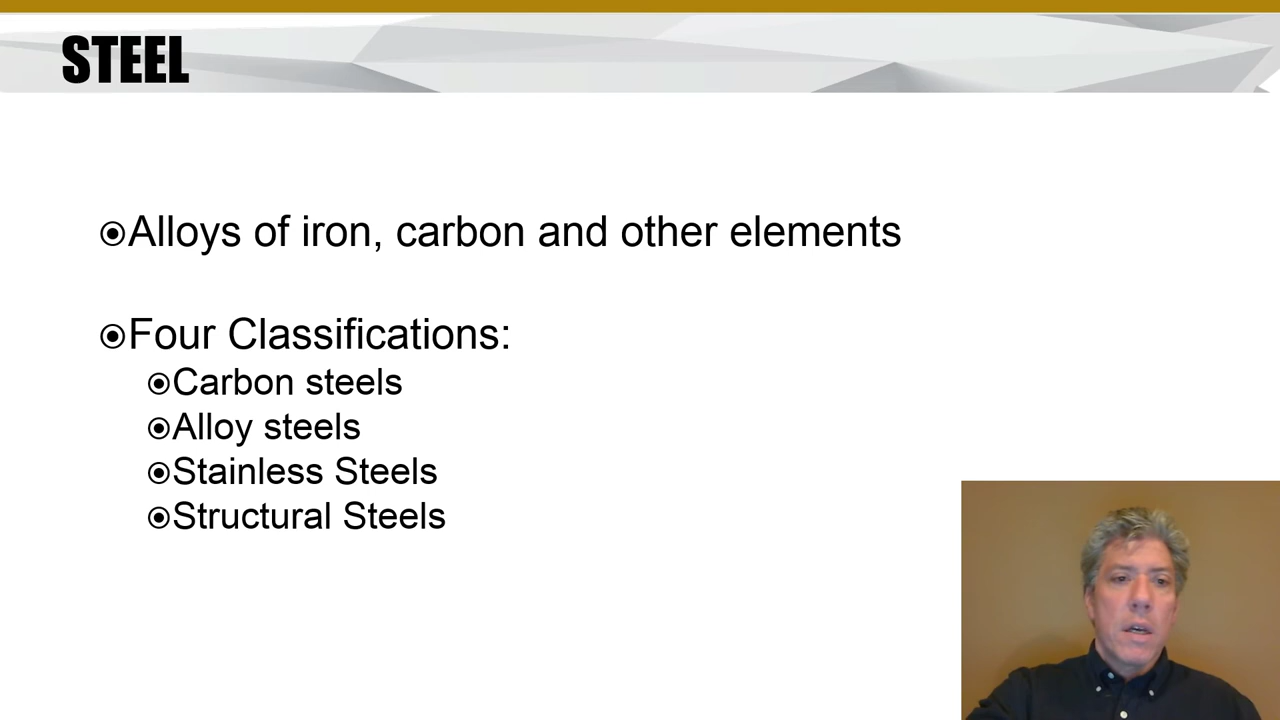 STEEL
Alloys of iron, carbon and other elements
Four Classifications:
Carbon steels
Alloy steels
Stainless Steels
Structural Steels